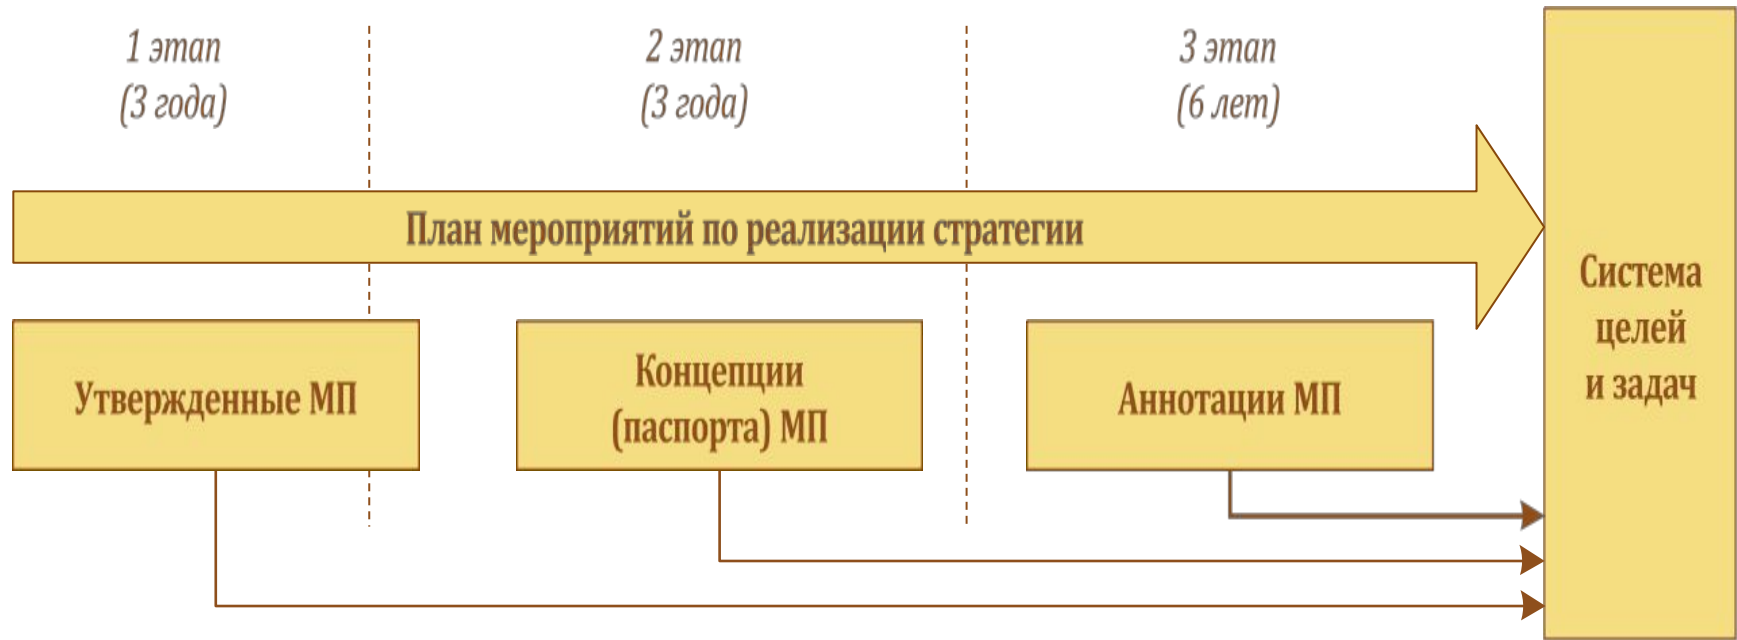 1 этап
(3 года)
2 этап
(3 года)
3 этап
(6 лет)
План мероприятий по реализации стратегии
Утвержденные МП
Концепции
(паспорта) МП
Аннотации МП
Система
целей
и задач